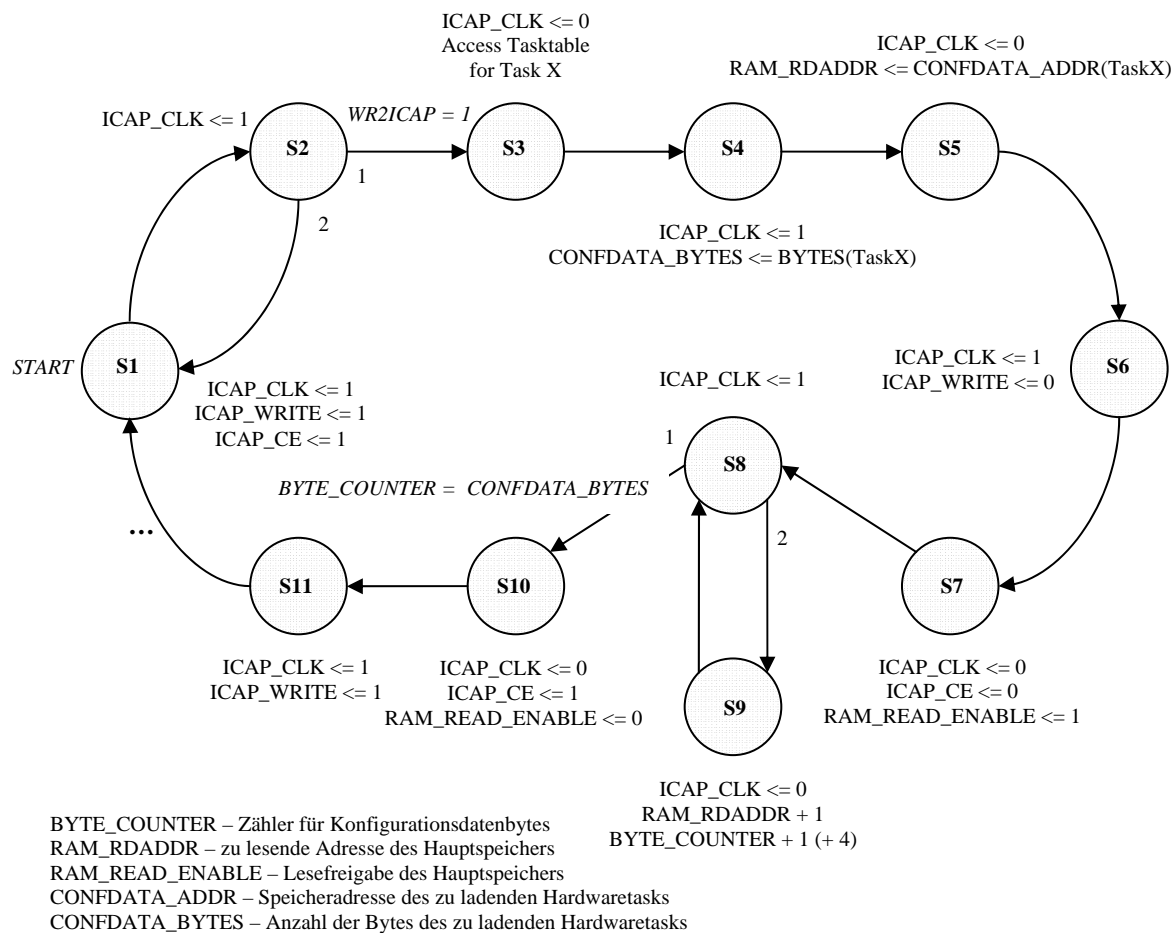 ICAP_CLK <= 0
Access Tasktable
for Task X
ICAP_CLK <= 0
RAM_RDADDR <= CONFDATA_ADDR(TaskX)
ICAP_CLK <= 1
S2
WR2ICAP = 1
1
2
S3
S4
S5
ICAP_CLK <= 1
CONFDATA_BYTES <= BYTES(TaskX)
START
S1
ICAP_CLK <= 1
ICAP_WRITE <= 1
ICAP_CE <= 1
ICAP_CLK <= 1
ICAP_WRITE <= 0
S6
ICAP_CLK <= 1
1
S8
2
BYTE_COUNTER = CONFDATA_BYTES
...
S11
S10
S7
ICAP_CLK <= 1
ICAP_WRITE <= 1
ICAP_CLK <= 0
ICAP_CE <= 1
RAM_READ_ENABLE <= 0
S9
ICAP_CLK <= 0
ICAP_CE <= 0
RAM_READ_ENABLE <= 1
ICAP_CLK <= 0
RAM_RDADDR + 1
BYTE_COUNTER + 1 (+ 4)
BYTE_COUNTER – Zähler für Konfigurationsdatenbytes
RAM_RDADDR – zu lesende Adresse des Hauptspeichers
RAM_READ_ENABLE – Lesefreigabe des Hauptspeichers
CONFDATA_ADDR – Speicheradresse des zu ladenden Hardwaretasks
CONFDATA_BYTES – Anzahl der Bytes des zu ladenden Hardwaretasks